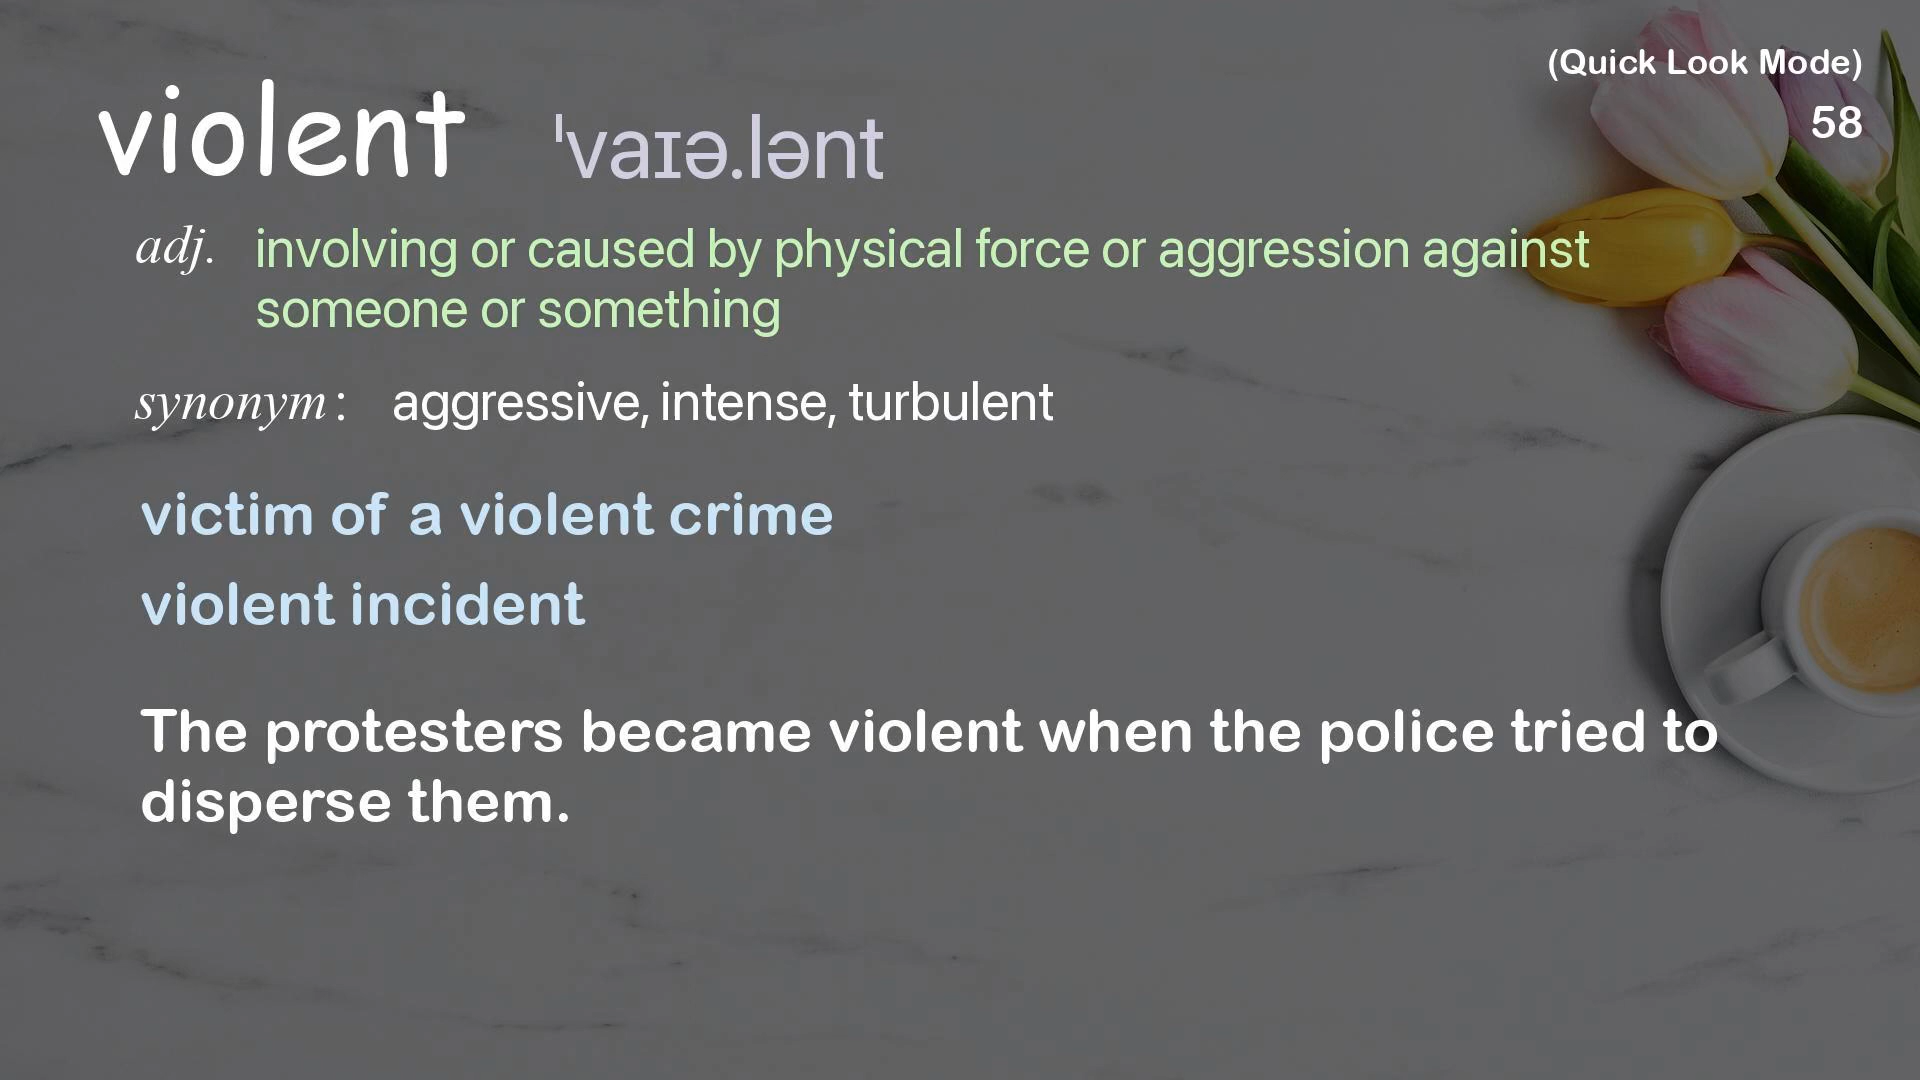 (Quick Look Mode)
58
violent ˈvaɪə.lənt
adj. involving or caused by physical force or aggression against
someone or something
synonym: aggressive, intense, turbulent
victim of a violent crime
violent incident
The protesters became violent when the police tried to
disperse them.